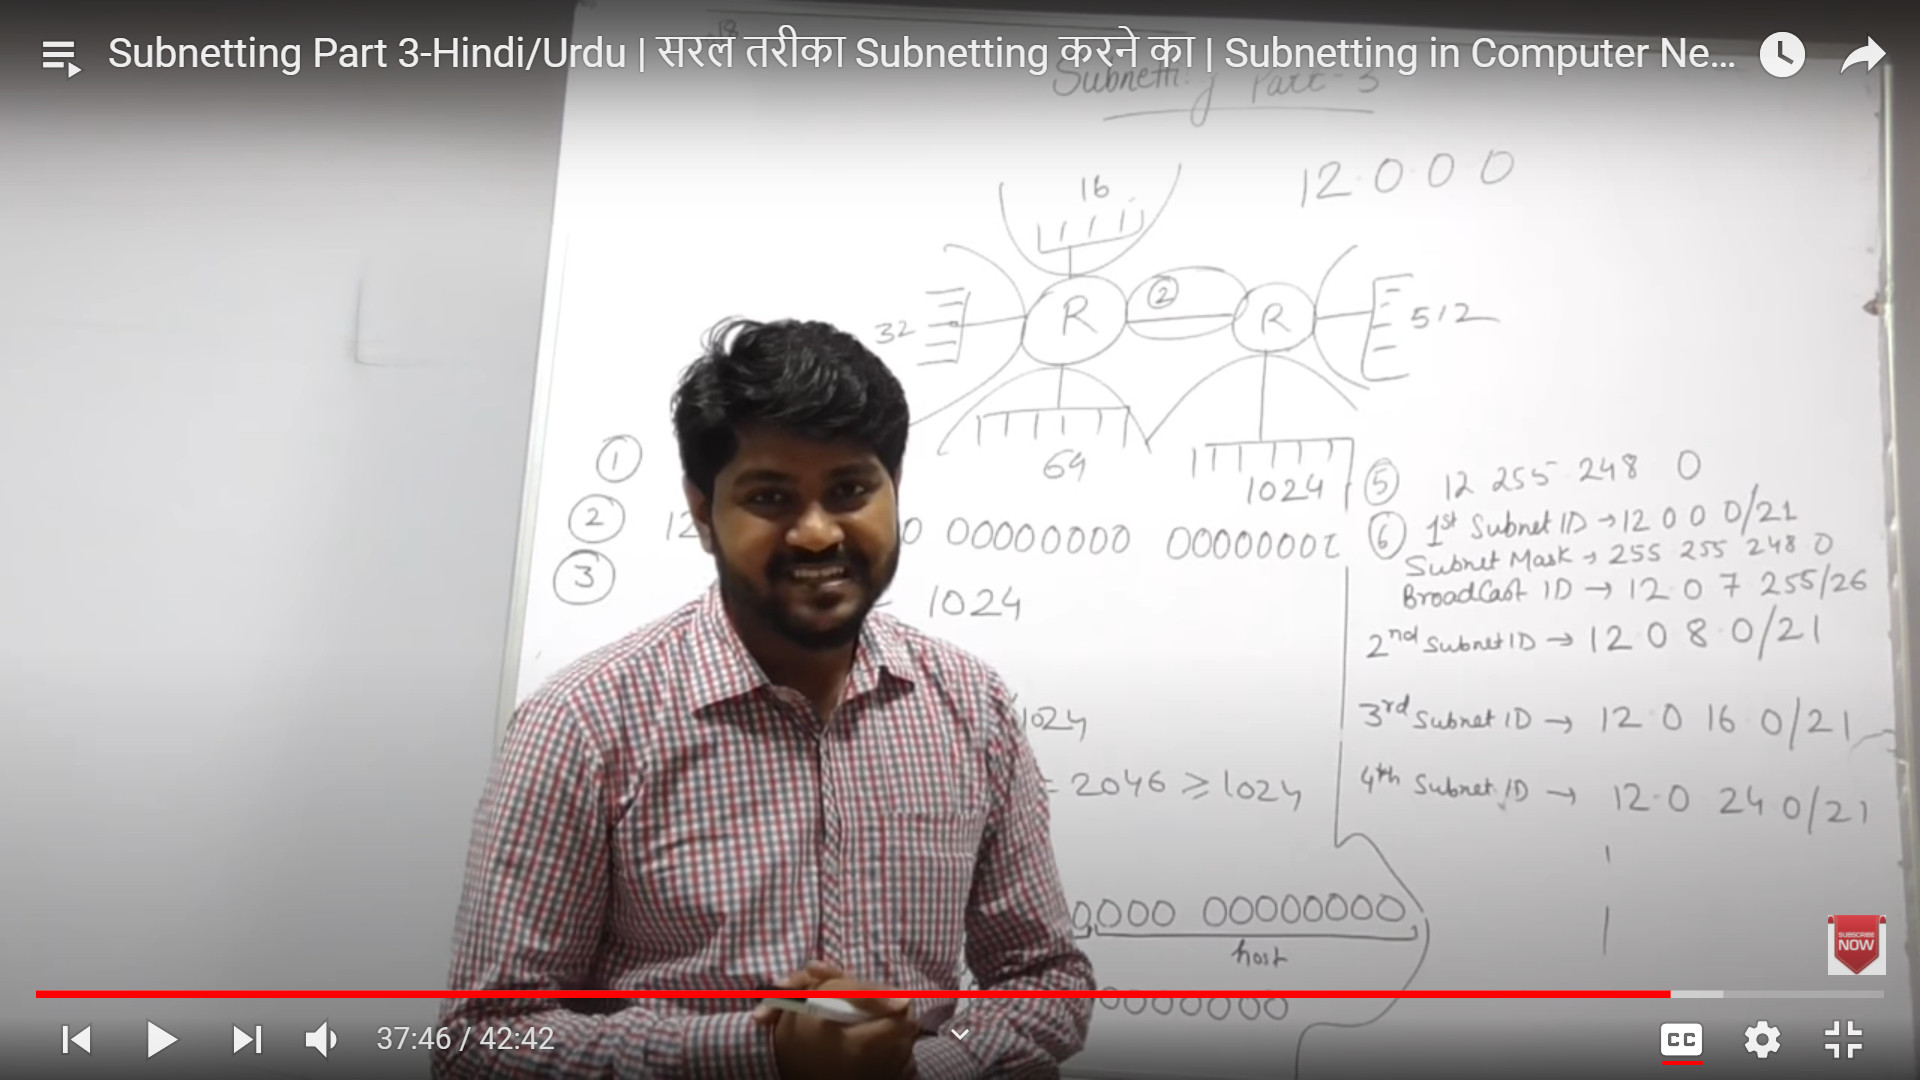 Subnetting Part 3-Hindi/Urdu | सरल तरीका Subnetting करने का | Subnetting in Computer Ne...
Part - 3
12.0.0.0
16
32
R
2
R
512
64
1024
1
2
12
0 00000000
3
1024
1024
= 2046 ≥ 1024
0000 00000000
host
00000000
5 12 255 248 0
6 1st Subnet ID → 12 0 0 0/21
Subnet Mask → 255 255 248 0
BroadCast ID → 12 0 7 255/26
2nd Subnet ID → 12 0 8 0/21
3rd Subnet ID → 12 0 16 0/21
4th Subnet ID → 12.0 24 0/21
SUBSCRIBE
NOW
37:46 / 42:42
CC